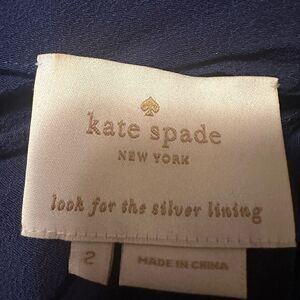 kate spade
NEW YORK
look for the silver lining
2
MADE IN CHINA